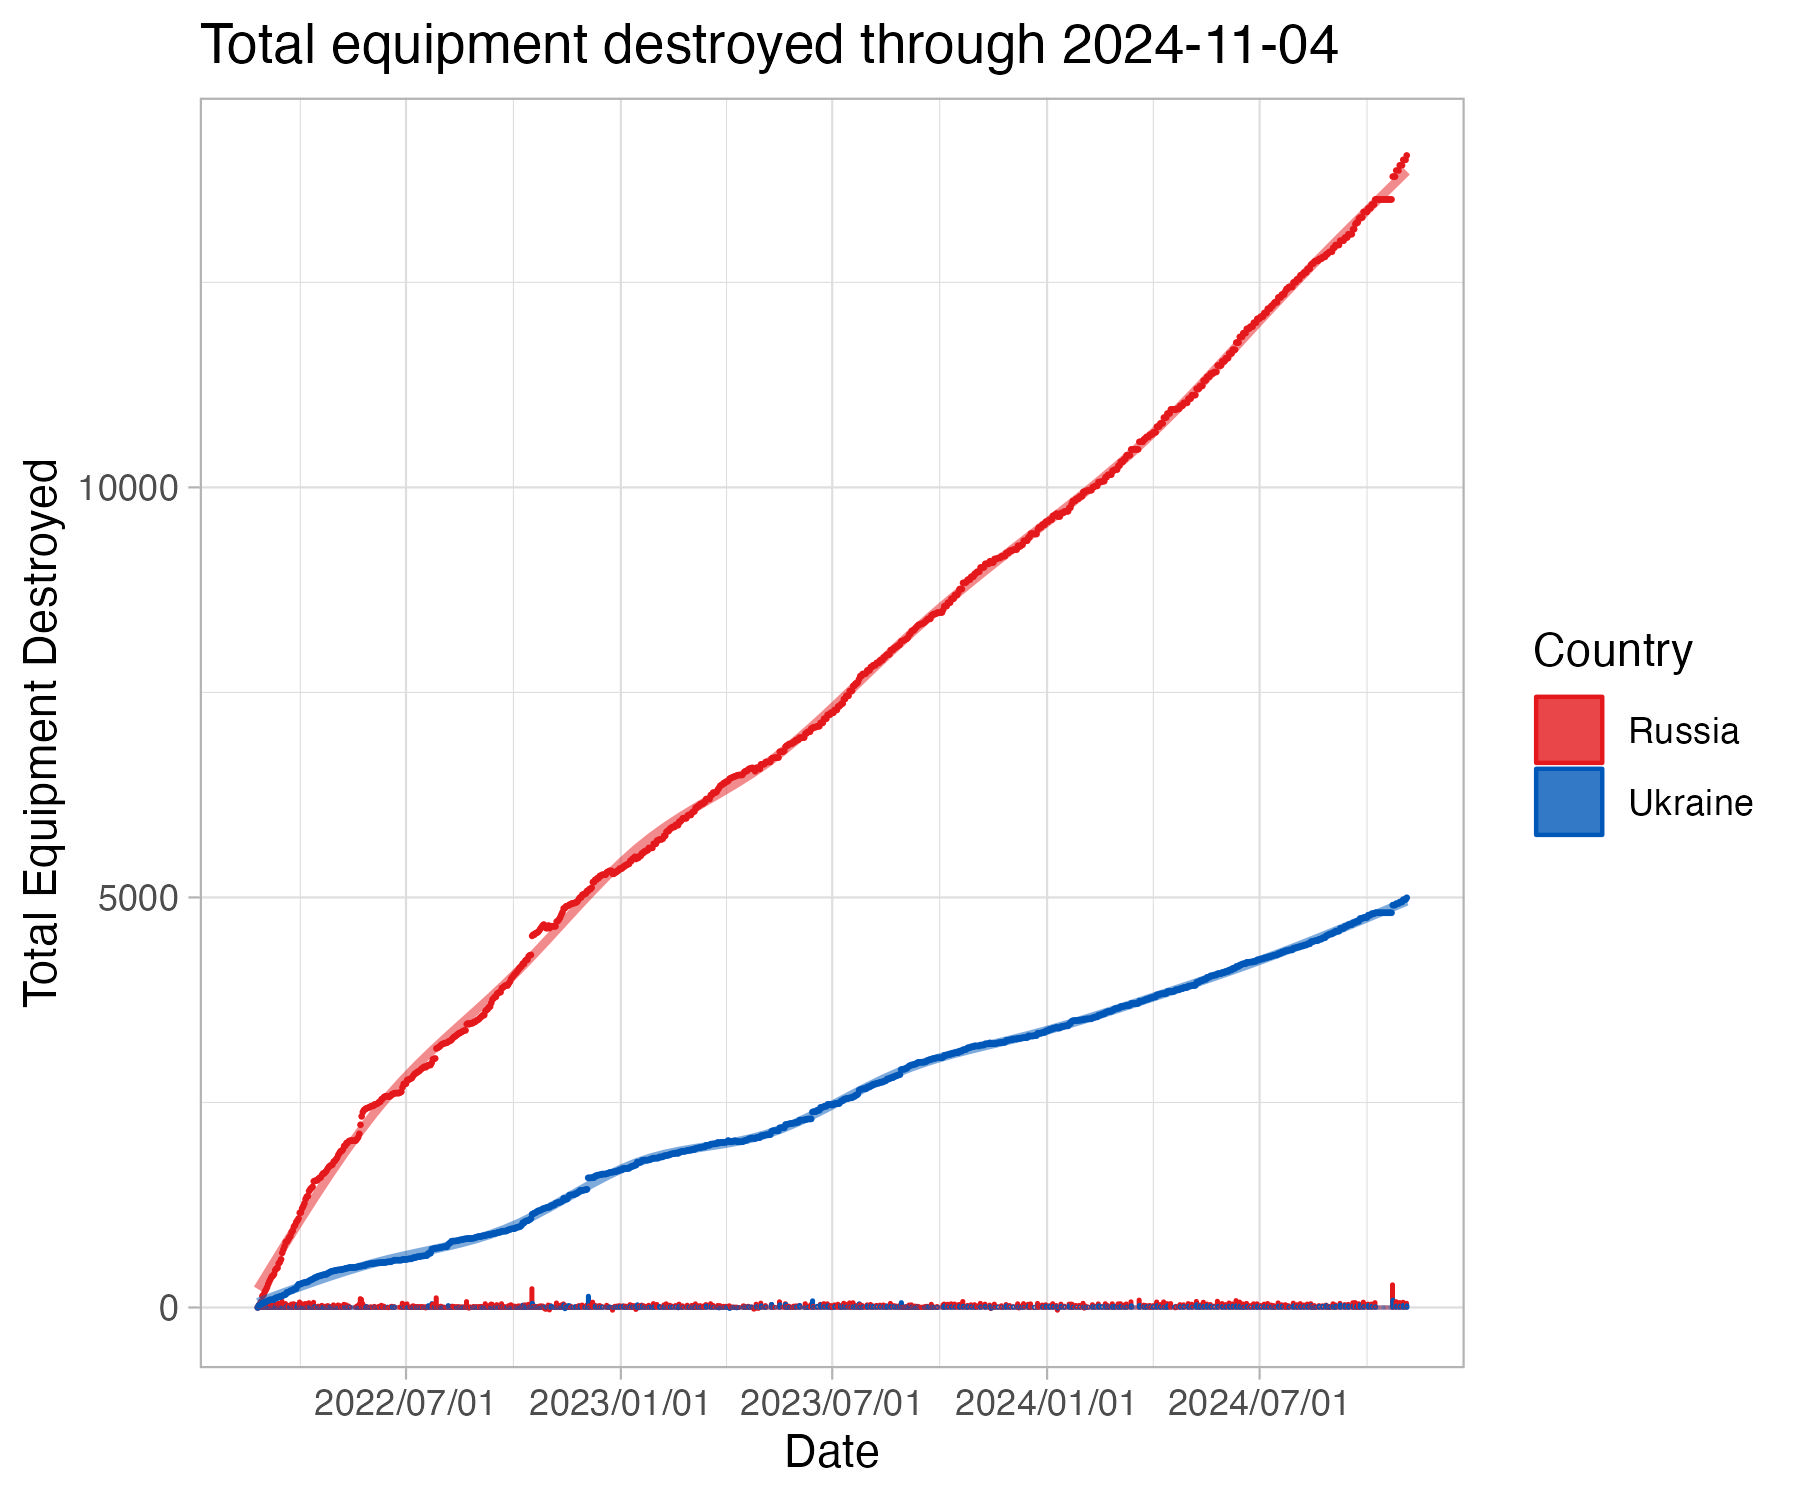 Total equipment destroyed through 2024-11-04
Total Equipment Destroyed
10000
5000
0
2022/07/01
2023/01/01
2023/07/01
2024/01/01
2024/07/01
Date
Country
Russia
Ukraine